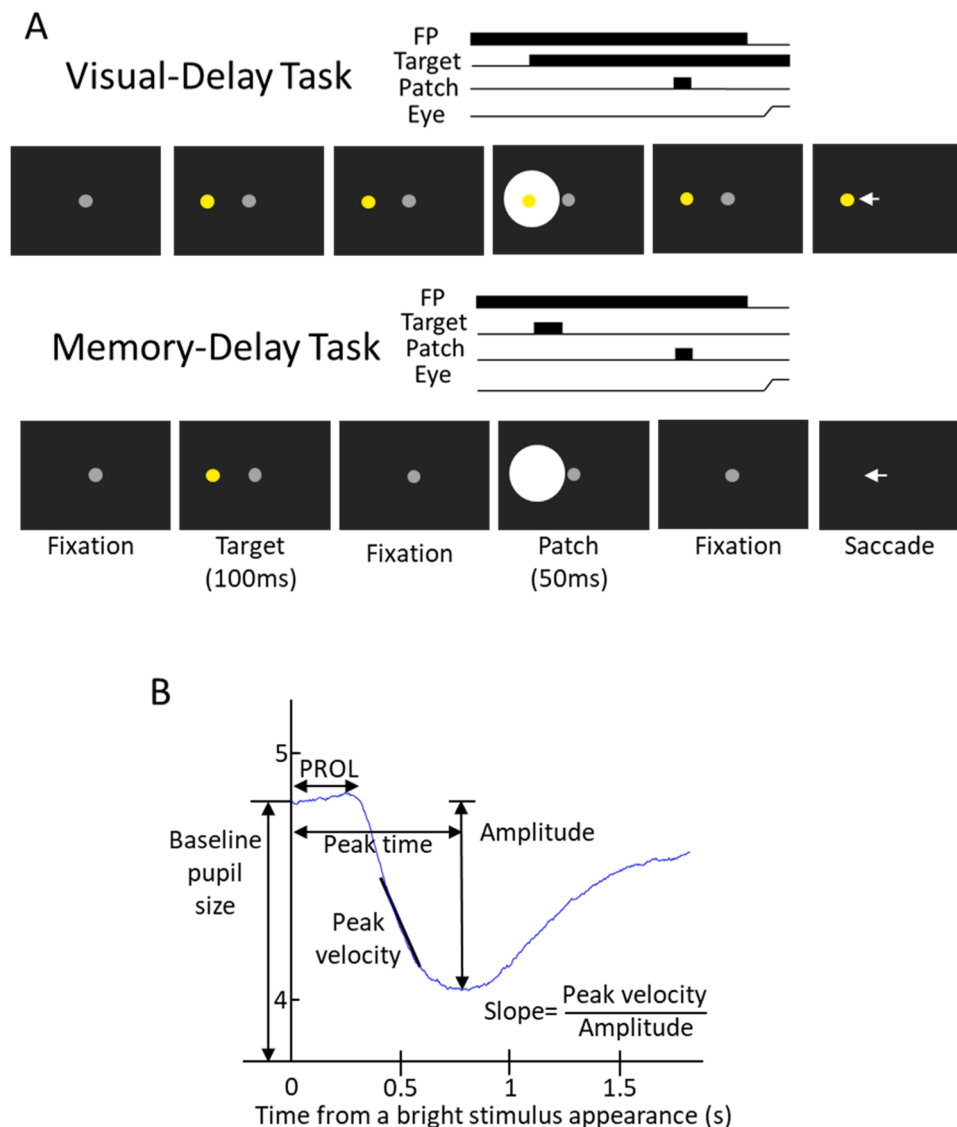 A
Visual-Delay Task
FP
Target
Patch
Eye
Memory-Delay Task
FP
Target
Patch
Eye
Fixation
Target
(100ms)
Fixation
Patch
(50ms)
Fixation
Saccade
B
5
PROL
Baseline
pupil
size
Peak time
Amplitude
Peak
velocity
4
Slope= Peak velocity
Amplitude
0 0.5 1 1.5
Time from a bright stimulus appearance (s)